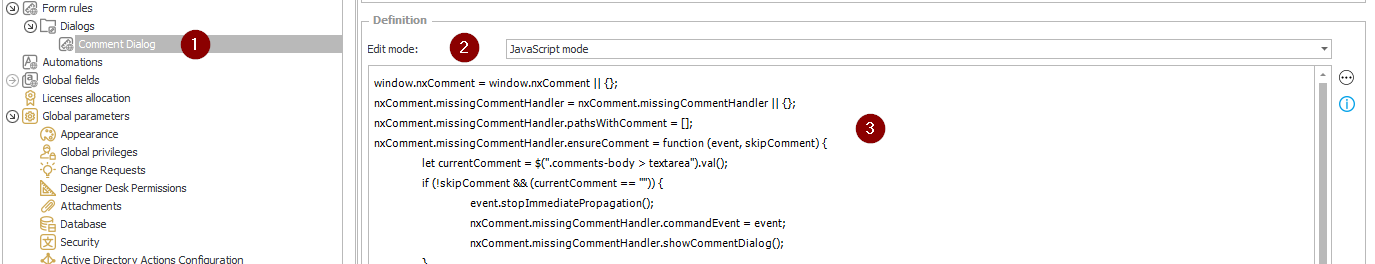 Form rules
Dialogs
Comment Dialog
1
Automations
Global fields
Licenses allocation
Global parameters
Appearance
Global privileges
Change Requests
Designer Desk Permissions
Attachments
Database
Security
Active Directory Actions Configuration
Definition
Edit mode:
2
JavaScript mode
window.nxComment = window.nxComment || {};
nxComment.missingCommentHandler = nxComment.missingCommentHandler || {};
nxComment.missingCommentHandler.pathsWithComment = [];
3
nxComment.missingCommentHandler.ensureComment = function (event, skipComment) {
let currentComment = $(".comments-body > textarea").val();
if (!skipComment && (currentComment == "")) {
event.stopImmediatePropagation();
nxComment.missingCommentHandler.commandEvent = event;
nxComment.missingCommentHandler.showCommentDialog();
}